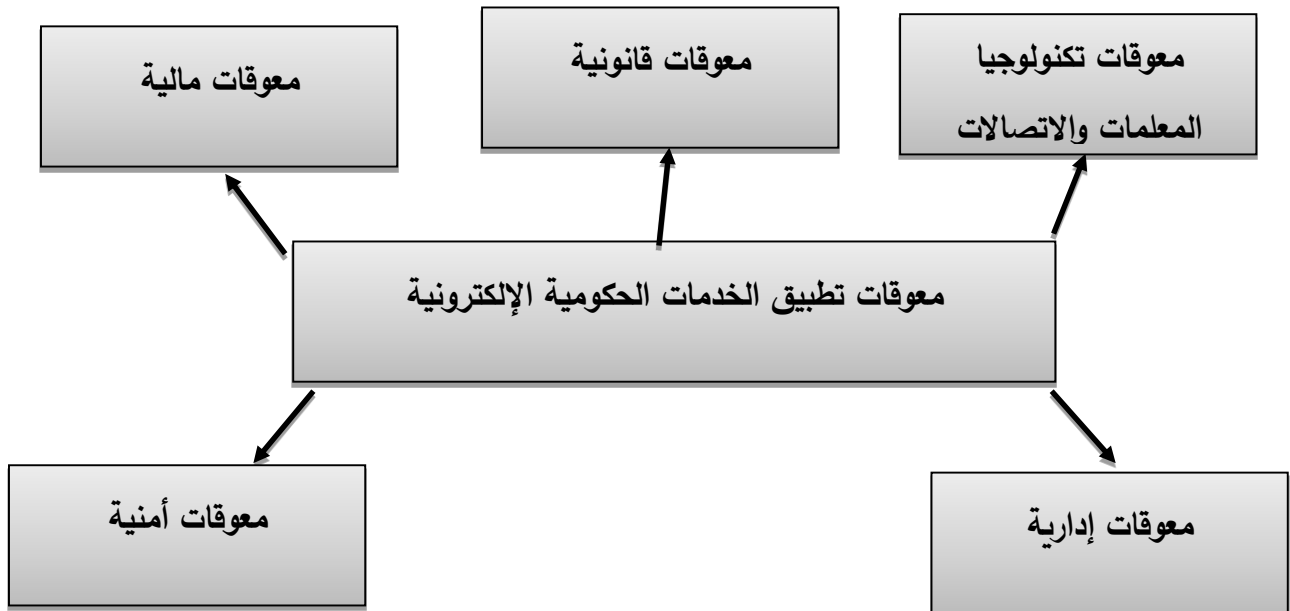 معوقات تكنولوجيا
المعلمات والاتصالات
معوقات قانونية
معوقات مالية
معوقات تطبيق الخدمات الحكومية الإلكترونية
معوقات إدارية
معوقات أمنية